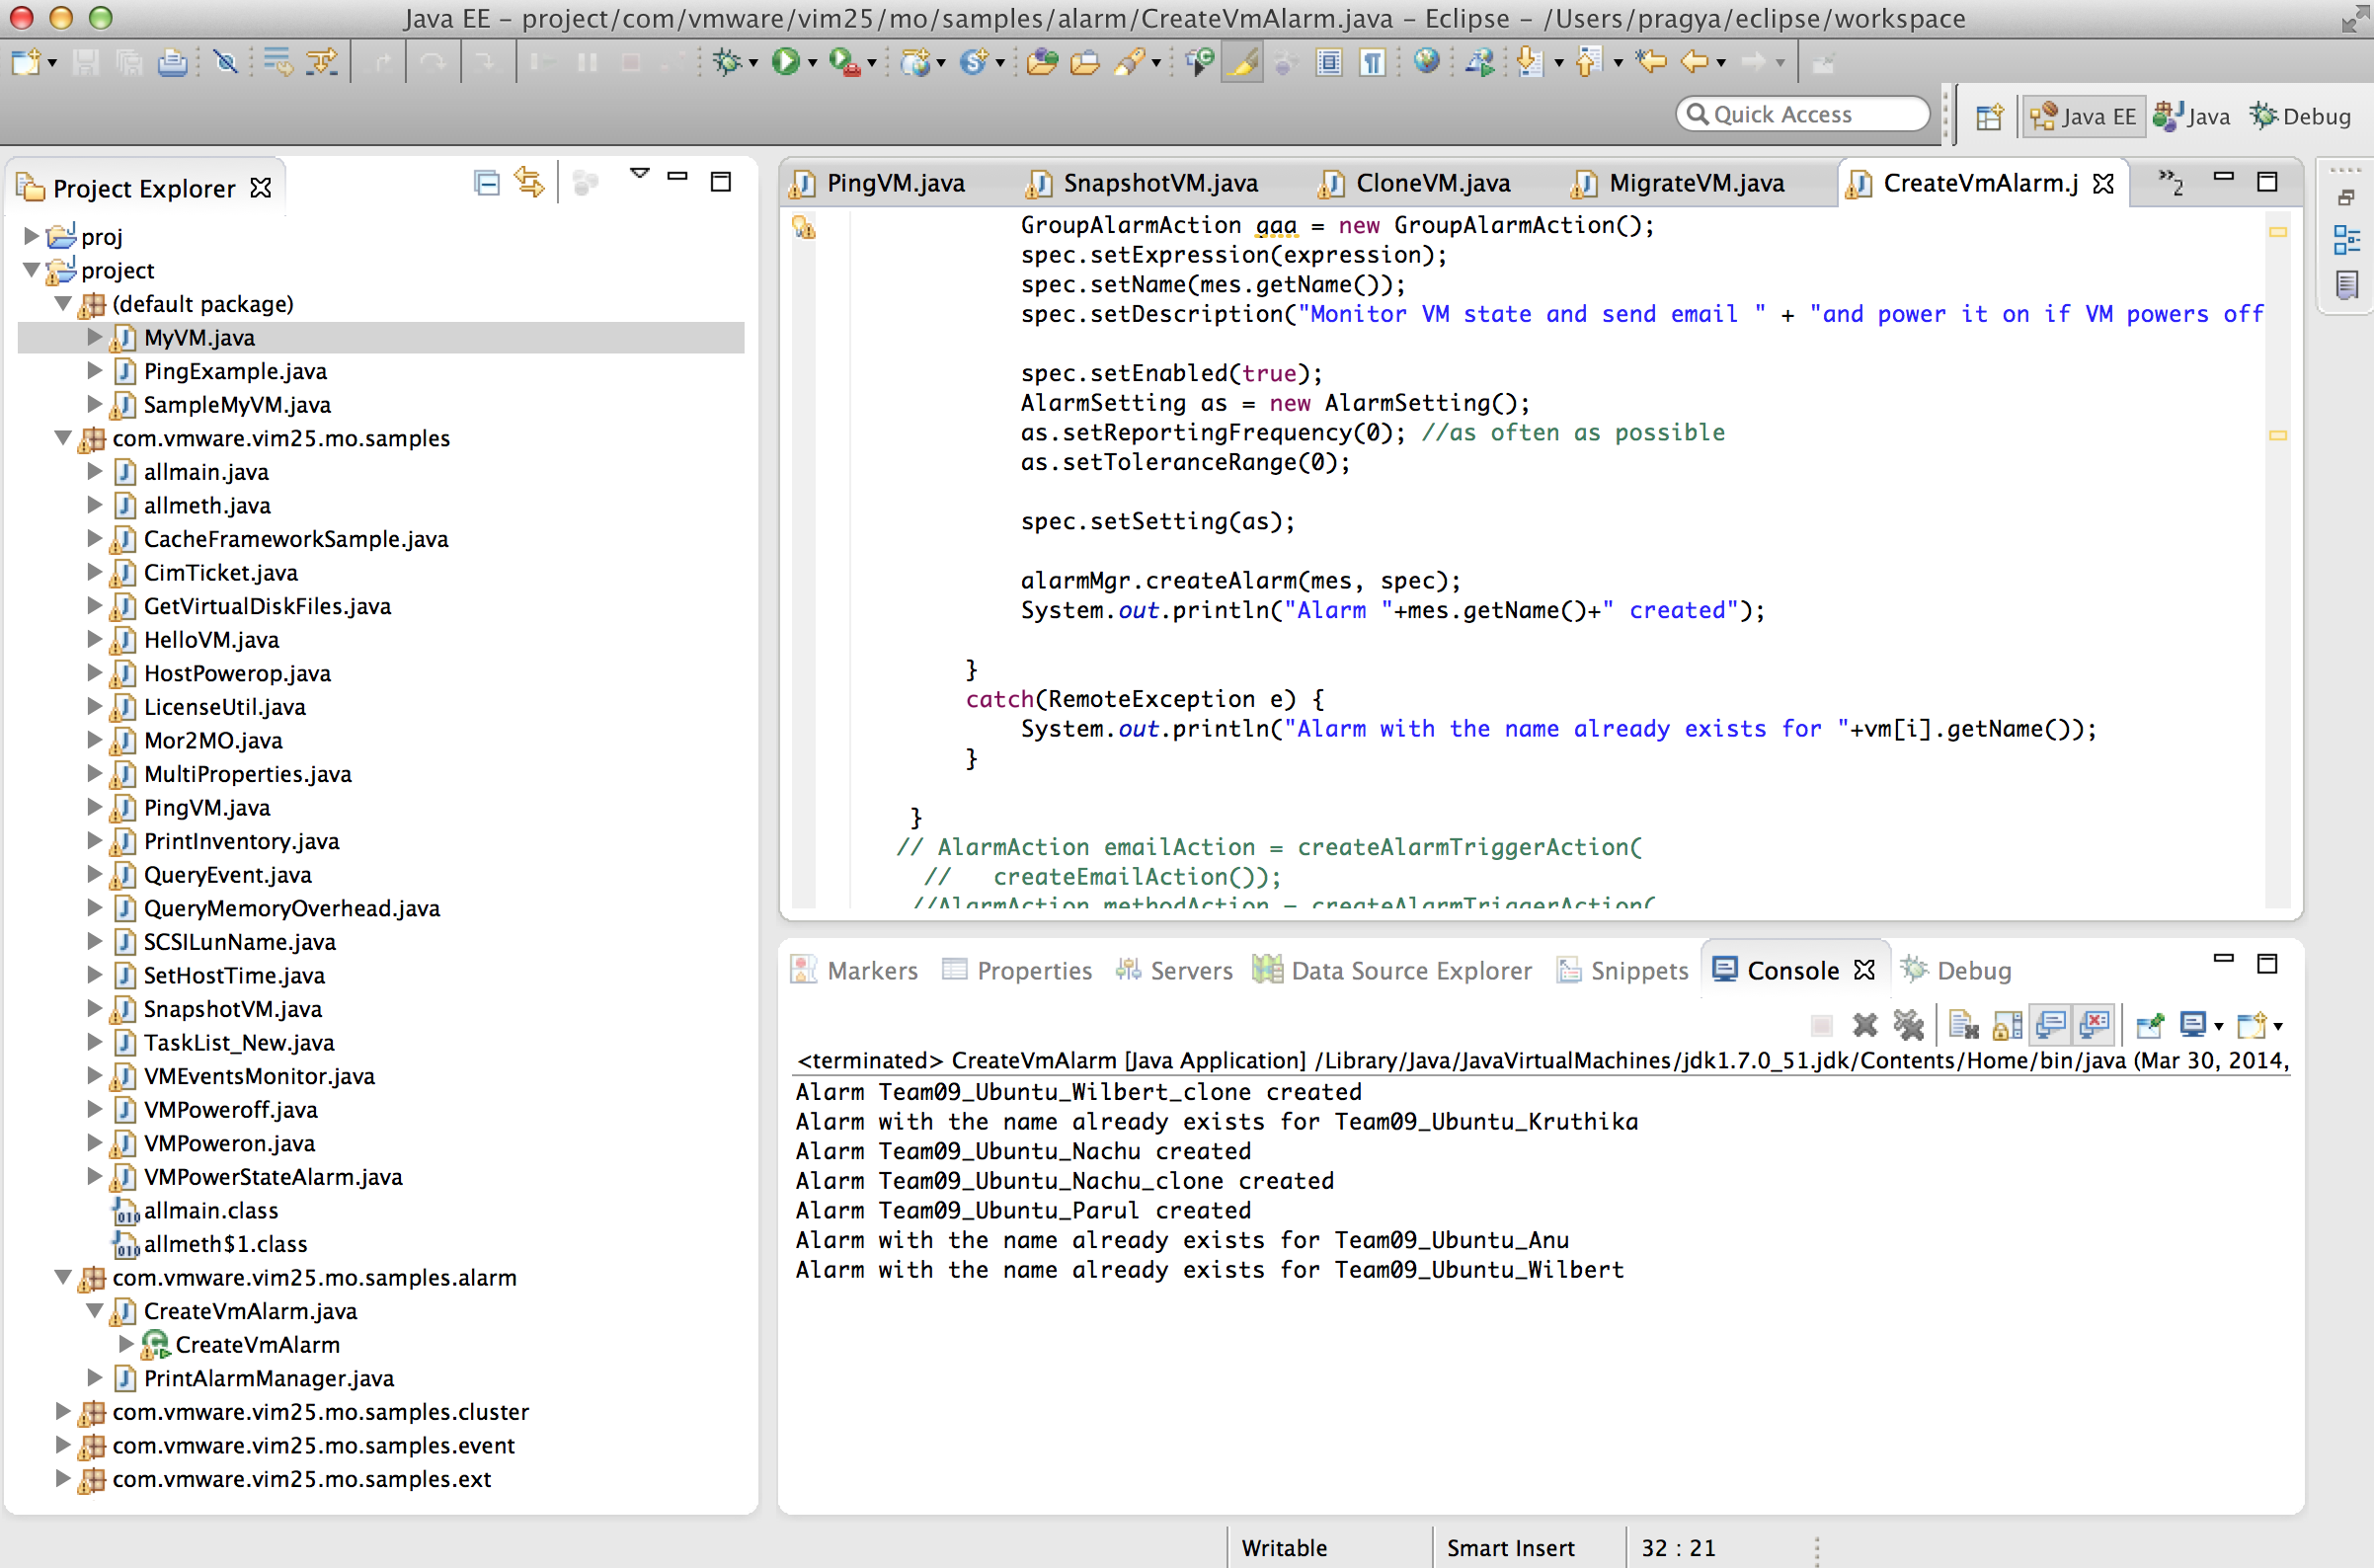 Java EE - project/com/vmware/vim25/mo/samples/alarm/CreateVmAlarm.java - Eclipse - /Users/pragya/eclipse/workspace
Quick Access
Java EE
Java
Debug
Project Explorer
proj
project
(default package)
MyVM.java
PingExample.java
SampleMyVM.java
com.vmware.vim25.mo.samples
allmain.java
allmeth.java
CacheFrameworkSample.java
CimTicket.java
GetVirtualDiskFiles.java
HelloVM.java
HostPowerop.java
LicenseUtil.java
Mor2MO.java
MultiProperties.java
PingVM.java
PrintInventory.java
QueryEvent.java
QueryMemoryOverhead.java
SCSILunName.java
SetHostTime.java
SnapshotVM.java
TaskList_New.java
VMEventsMonitor.java
VMPoweroff.java
VMPoweron.java
VMPowerStateAlarm.java
allmain.class
allmeth$1.class
com.vmware.vim25.mo.samples.alarm
CreateVmAlarm.java
CreateVmAlarm
PrintAlarmManager.java
com.vmware.vim25.mo.samples.cluster
com.vmware.vim25.mo.samples.event
com.vmware.vim25.mo.samples.ext
PingVM.java
SnapshotVM.java
CloneVM.java
MigrateVM.java
CreateVmAlarm.j
»2
GroupAlarmAction gaa = new GroupAlarmAction();
spec.setExpression(expression);
spec.setName(mes.getName());
spec.setDescription("Monitor VM state and send email " + "and power it on if VM powers off
spec.setEnabled(true);
AlarmSetting as = new AlarmSetting();
as.setReportingFrequency(0); //as often as possible
as.setToleranceRange(0);
spec.setSetting(as);
alarmMgr.createAlarm(mes, spec);
System.out.println("Alarm "+mes.getName()+" created");
}
catch(RemoteException e) {
System.out.println("Alarm with the name already exists for "+vm[i].getName());
}
}
// AlarmAction emailAction = createAlarmTriggerAction(
// createEmailAction());
//AlarmAction methodAction = createAlarmTriggerAction(
Markers
Properties
Servers
Data Source Explorer
Snippets
Console
Debug
<terminated> CreateVmAlarm [Java Application] /Library/Java/JavaVirtualMachines/jdk1.7.0_51.jdk/Contents/Home/bin/java (Mar 30, 2014,
Alarm Team09_Ubuntu_Wilbert_clone created
Alarm with the name already exists for Team09_Ubuntu_Kruthika
Alarm Team09_Ubuntu_Nachu created
Alarm Team09_Ubuntu_Nachu_clone created
Alarm Team09_Ubuntu_Parul created
Alarm with the name already exists for Team09_Ubuntu_Anu
Alarm with the name already exists for Team09_Ubuntu_Wilbert
Writable
Smart Insert
32 : 21